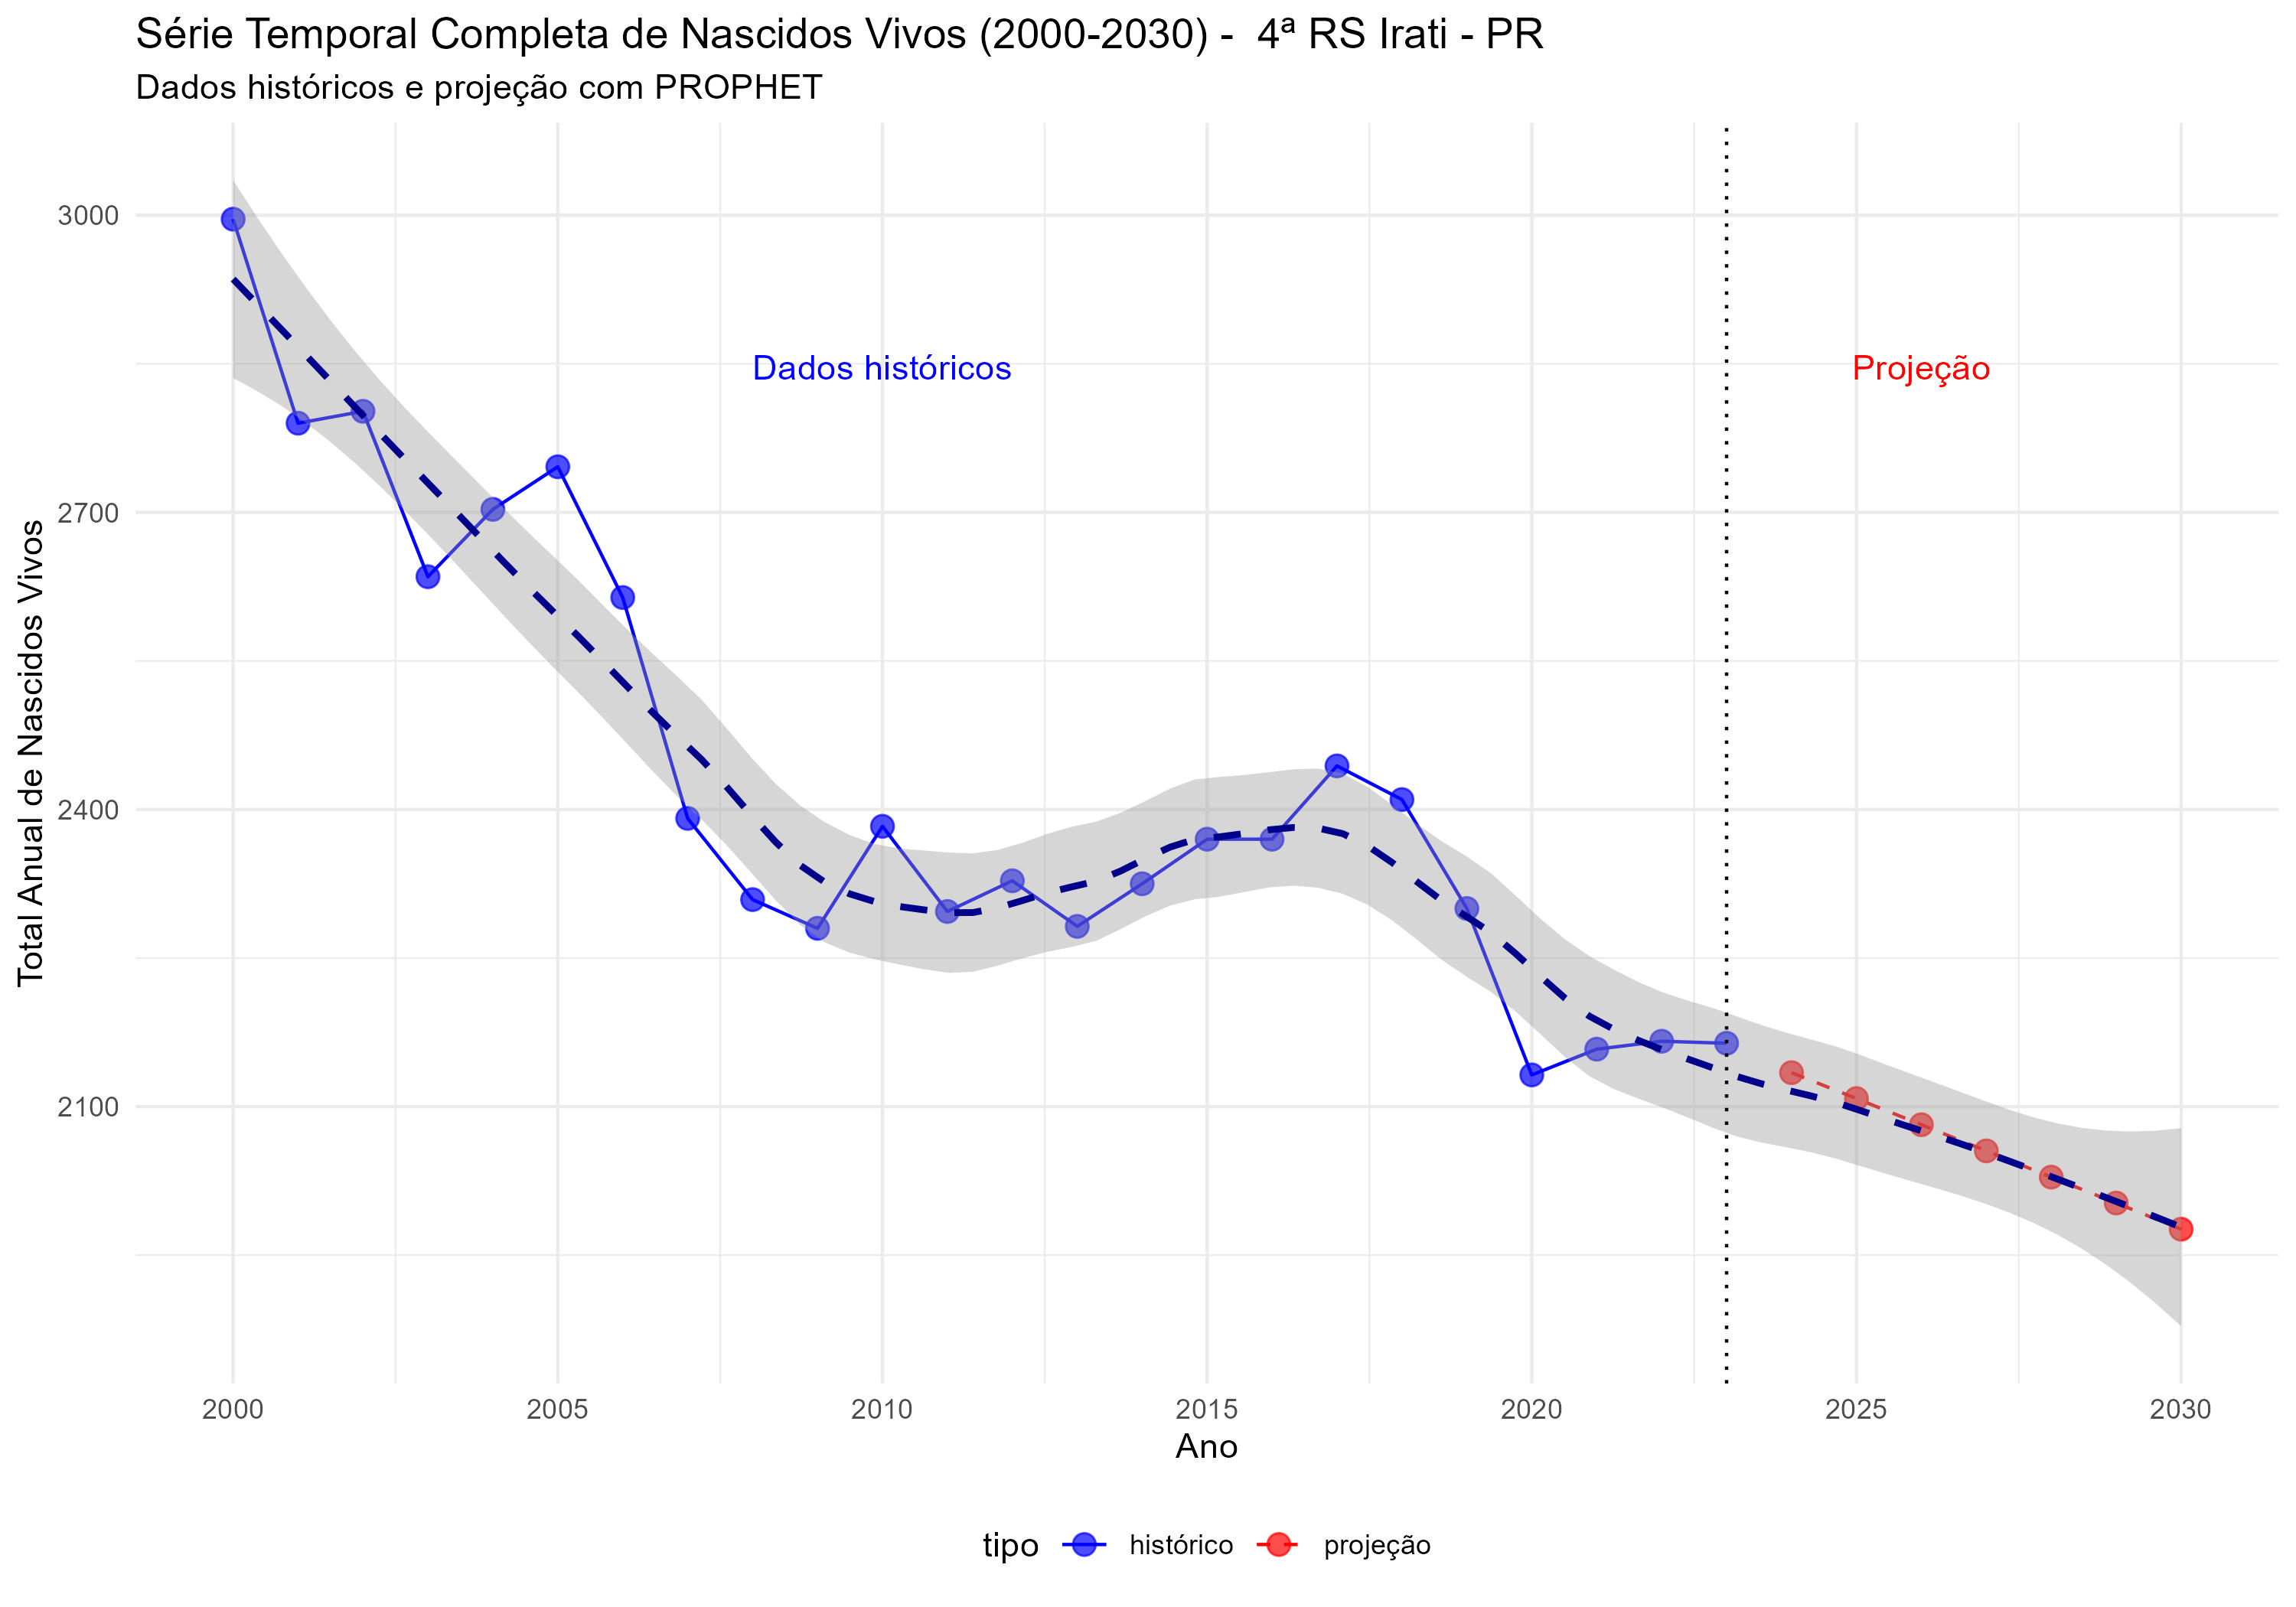 Série Temporal Completa de Nascidos Vivos (2000-2030) -  4ª RS Irati - PR
Dados históricos e projeção com PROPHET
Total Anual de Nascidos Vivos
3000
2700
2400
2100
Dados históricos
Projeção
2000 2005 2010 2015 2020 2025 2030
Ano
tipo histórico projeção